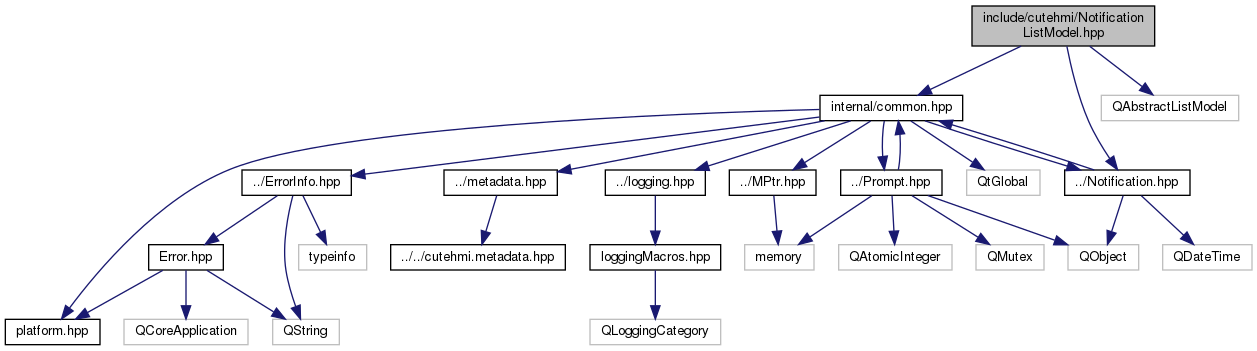 include/cutehmi/Notification
ListModel.hpp
internal/common.hpp
QAbstractListModel
../ErrorInfo.hpp
../metadata.hpp
../logging.hpp
../MPtr.hpp
../Prompt.hpp
QtGlobal
../Notification.hpp
Error.hpp
typeinfo
../../cutehmi.metadata.hpp
loggingMacros.hpp
memory
QAtomicInteger
QMutex
QObject
QDateTime
platform.hpp
QCoreApplication
QString
QLoggingCategory